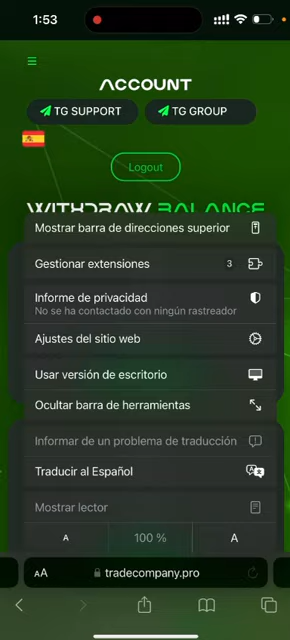 1:53
ACCOUNT
TG SUPPORT
TG GROUP
Logout
WITHDRAW BALANCE
Mostrar barra de direcciones superior
Gestionar extensiones 3
Informe de privacidad
No se ha contactado con ningún rastreador
Ajustes del sitio web
Usar versión de escritorio
Ocultar barra de herramientas
Informar de un problema de traducción
Traducir al Español
Mostrar lector
A 100 % A
AA tradecompany.pro